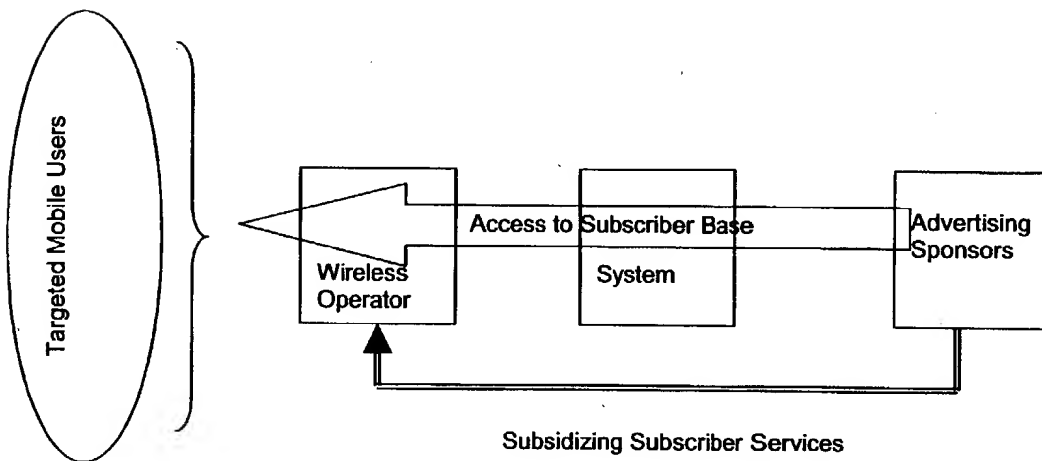 Targeted Mobile Users
Access to Subscriber Base
Advertising
Sponsors
Wireless
Operator
System
Subsidizing Subscriber Services